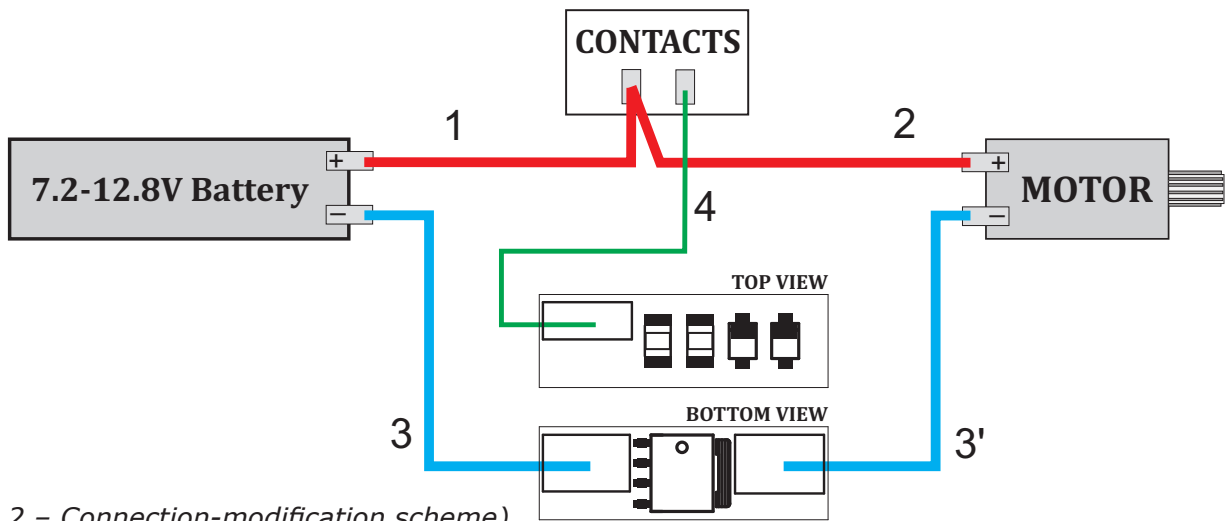 CONTACTS
1
2
+
7.2-12.8V Battery
−
+
MOTOR
−
4
TOP VIEW
BOTTOM VIEW
3
3'
2 – Connection-modification scheme)